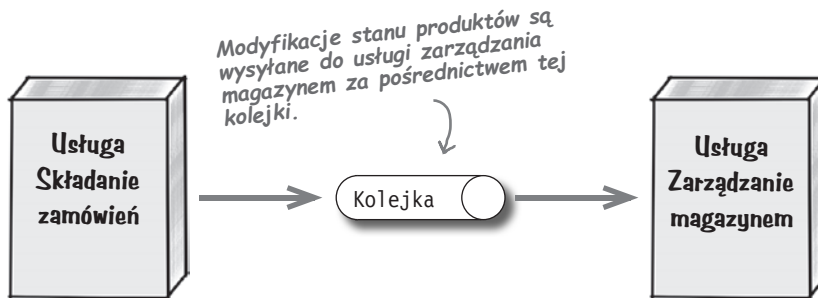 Modyfikacje stanu produktów są
wysyłane do usługi zarządzania
magazynem za pośrednictwem tej
kolejki.
Usługa
Składanie
zamówień
Kolejka
Usługa
Zarządzanie
magazynem